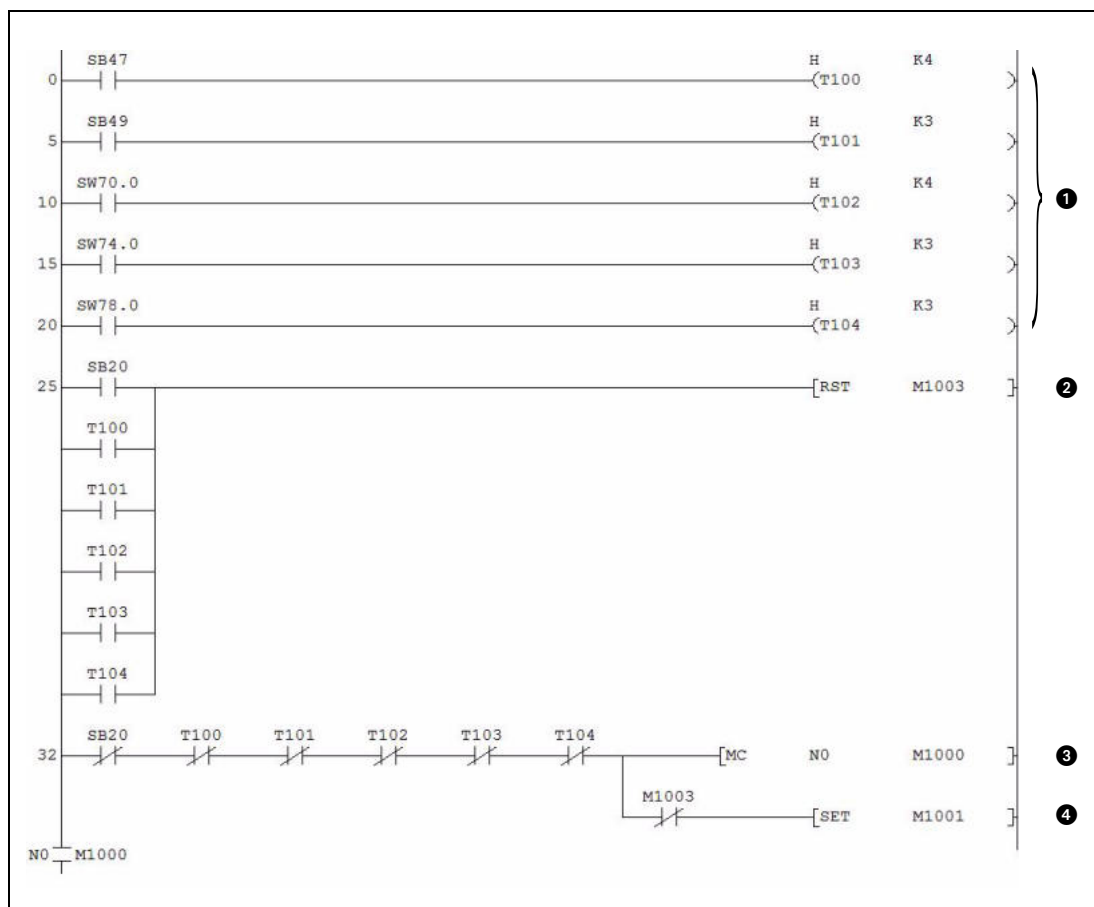 SB47 H K4
0 (T100 )
❶
SB49 H K3
5 (T101 )
SW70.0 H K4
10 (T102 )
SW74.0 H K3
15 (T103 )
SW78.0 H K3
20 (T104 )
SB20
25 [RST M1003 ] ❷
T100
T101
T102
T103
T104
SB20 T100 T101 T102 T103 T104
32 [MC N0 M1000 ] ❸
M1003
[SET M1001 ] ❹
N0 M1000